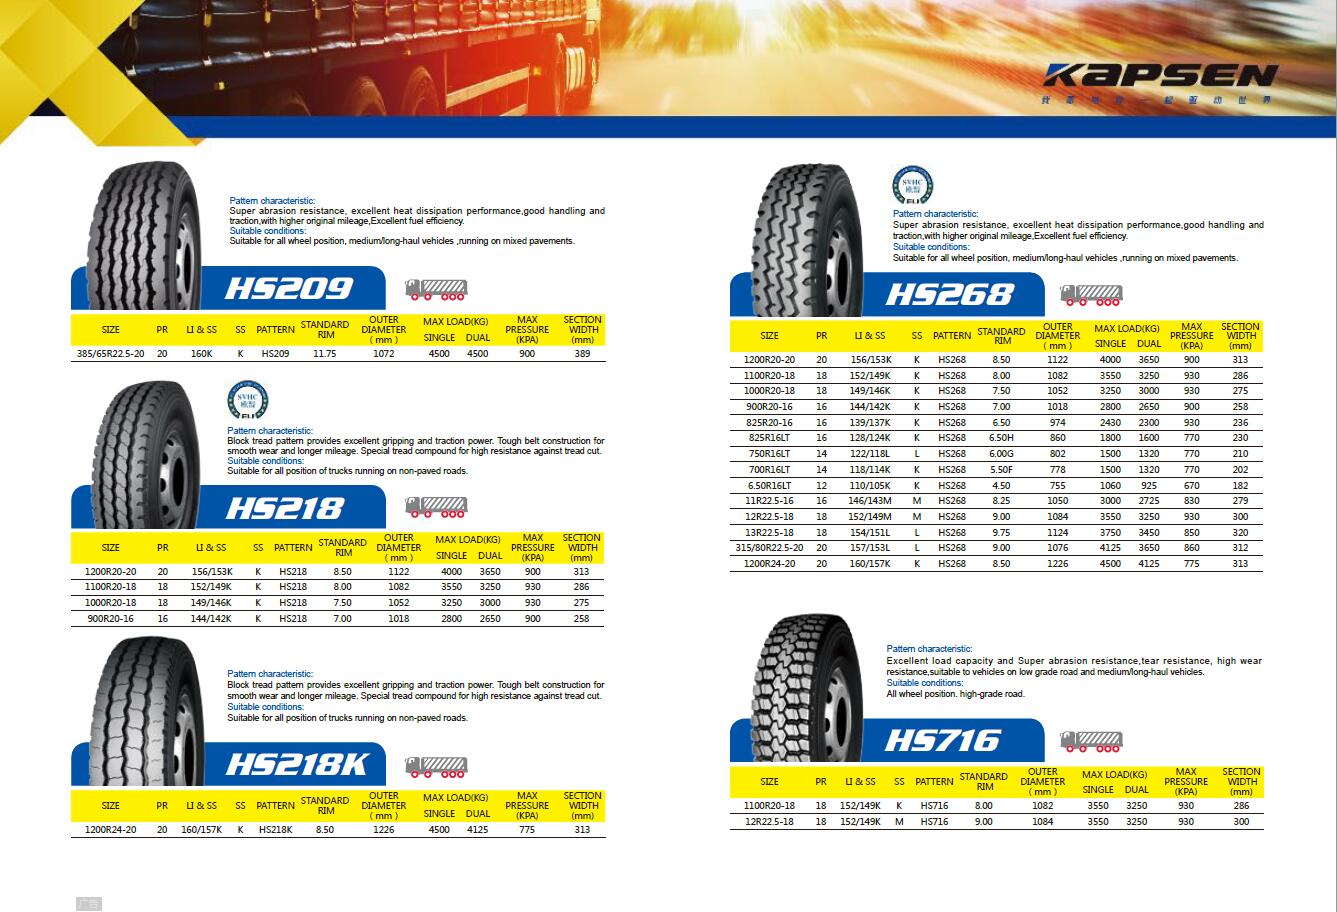 KAPSEN
Pattern characteristic:
Super abrasion resistance, excellent heat dissipation performance,good handling and
traction,with higher original mileage,Excellent fuel efficiency.
Suitable conditions:
Suitable for all wheel position, medium/long-haul vehicles ,running on mixed pavements.
HS209
SIZE PR LI & SS SS PATTERN STANDARD RIM OUTER DIAMETER ( mm ) MAX LOAD(KG) SINGLE DUAL MAX PRESSURE (KPA) SECTION WIDTH (mm)
385/65R22.5-20 20 160K K HS209 11.75 1072 4500 4500 900 389
SVHC
EU
Pattern characteristic:
Block tread pattern provides excellent gripping and traction power. Tough belt construction for
smooth wear and longer mileage. Special tread compound for high resistance against tread cut.
Suitable conditions:
Suitable for all position of trucks running on non-paved roads.
HS218
SIZE PR LI & SS SS PATTERN STANDARD RIM OUTER DIAMETER ( mm ) MAX LOAD(KG) SINGLE DUAL MAX PRESSURE (KPA) SECTION WIDTH (mm)
1200R20-20 20 156/153K K HS218 8.50 1122 4000 3650 900 313
1100R20-18 18 152/149K K HS218 8.00 1082 3550 3250 930 286
1000R20-18 18 149/146K K HS218 7.50 1052 3250 3000 930 275
900R20-16 16 144/142K K HS218 7.00 1018 2800 2650 900 258
Pattern characteristic:
Block tread pattern provides excellent gripping and traction power. Tough belt construction for
smooth wear and longer mileage. Special tread compound for high resistance against tread cut.
Suitable conditions:
Suitable for all position of trucks running on non-paved roads.
HS218K
SIZE PR LI & SS SS PATTERN STANDARD RIM OUTER DIAMETER ( mm ) MAX LOAD(KG) SINGLE DUAL MAX PRESSURE (KPA) SECTION WIDTH (mm)
1200R24-20 20 160/157K K HS218K 8.50 1226 4500 4125 775 313
SVHC
EU
Pattern characteristic:
Super abrasion resistance, excellent heat dissipation performance,good handling and
traction,with higher original mileage,Excellent fuel efficiency.
Suitable conditions:
Suitable for all wheel position, medium/long-haul vehicles ,running on mixed pavements.
HS268
SIZE PR LI & SS SS PATTERN STANDARD RIM OUTER DIAMETER ( mm ) MAX LOAD(KG) SINGLE DUAL MAX PRESSURE (KPA) SECTION WIDTH (mm)
1200R20-20 20 156/153K K HS268 8.50 1122 4000 3650 900 313
1100R20-18 18 152/149K K HS268 8.00 1082 3550 3250 930 286
1000R20-18 18 149/146K K HS268 7.50 1052 3250 3000 930 275
900R20-16 16 144/142K K HS268 7.00 1018 2800 2650 900 258
825R20-16 16 139/137K K HS268 6.50 974 2430 2300 930 236
825R16LT 16 128/124K K HS268 6.50H 860 1800 1600 770 230
750R16LT 14 122/118L L HS268 6.00G 802 1500 1320 770 210
700R16LT 14 118/114K K HS268 5.50F 778 1500 1320 770 202
6.50R16LT 12 110/105K K HS268 4.50 755 1060 925 670 182
11R22.5-16 16 146/143M M HS268 8.25 1050 3000 2725 830 279
12R22.5-18 18 152/149M M HS268 9.00 1084 3550 3250 930 300
13R22.5-18 18 154/151L L HS268 9.75 1124 3750 3450 850 320
315/80R22.5-20 20 157/153L L HS268 9.00 1076 4125 3650 860 312
1200R24-20 20 160/157K K HS268 8.50 1226 4500 4125 775 313
Pattern characteristic:
Excellent load capacity and Super abrasion resistance,tear resistance, high wear
resistance,suitable to vehicles on low grade road and medium/long-haul vehicles.
Suitable conditions:
All wheel position. high-grade road.
HS716
SIZE PR LI & SS SS PATTERN STANDARD RIM OUTER DIAMETER ( mm ) MAX LOAD(KG) SINGLE DUAL MAX PRESSURE (KPA) SECTION WIDTH (mm)
1100R20-18 18 152/149K K HS716 8.00 1082 3550 3250 930 286
12R22.5-18 18 152/149K M HS716 9.00 1084 3550 3250 930 300
广告